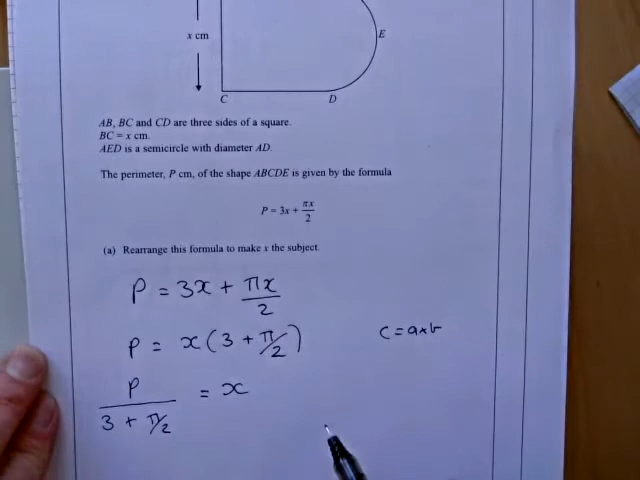 x cm
E
C
D
AB, BC and CD are three sides of a square.
BC = x cm.
AED is a semicircle with diameter AD.
The perimeter, P cm, of the shape ABCDE is given by the formula
P = 3x + πx/2
(a) Rearrange this formula to make x the subject.
P = 3x + πx/2
P = x(3 + π/2)
C = a×b
P/(3 + π/2) = x